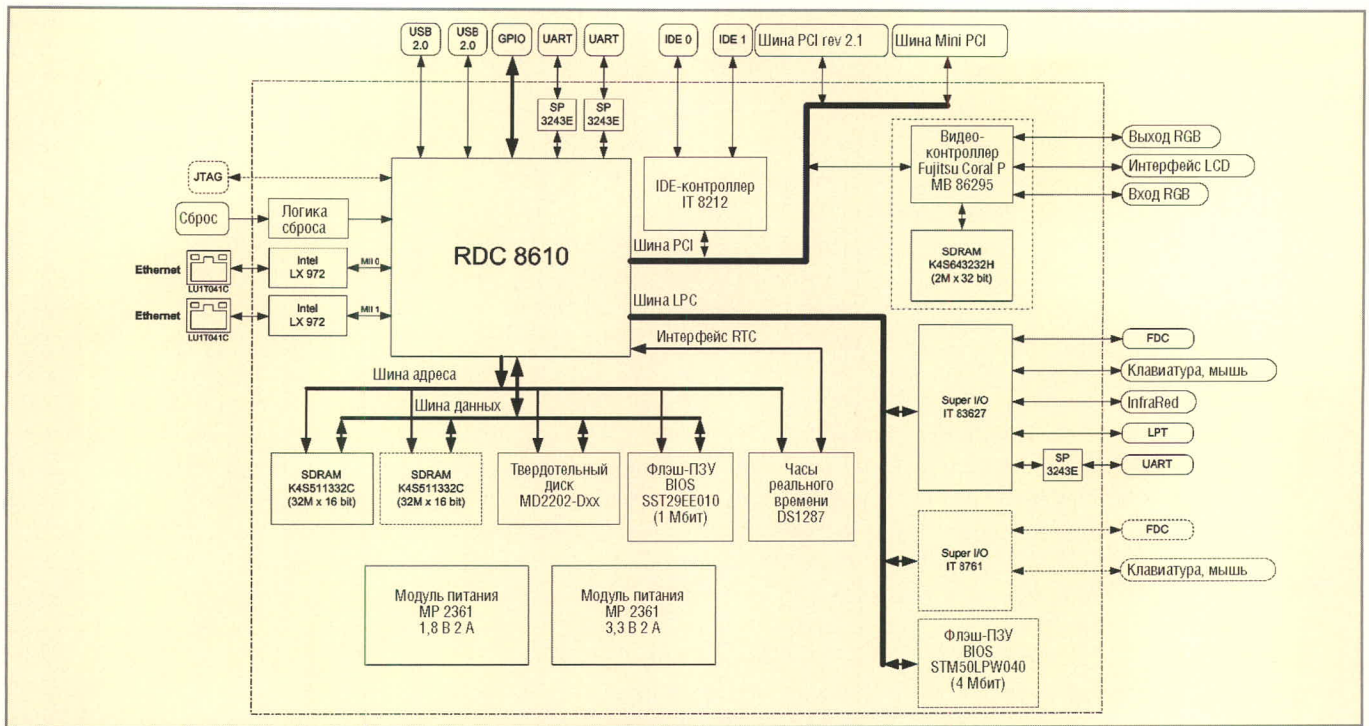 USB
2.0
USB
2.0
GPIO
UART
UART
IDE 0
IDE 1
Шина PCI rev 2.1
Шина Mini PCI
SP
3243E
SP
3243E
JTAG
Сброс
Логика
сброса
Ethernet
LU1T041C
Intel
LX 972
MII 0
Ethernet
LU1T041C
Intel
LX 972
MII 1
RDC 8610
IDE-контроллер
IT 8212
Шина PCI
Видео-
контроллер
Fujitsu Coral P
MB 86295
Выход RGB
Интерфейс LCD
Вход RGB
SDRAM
K4S643232H
(2M x 32 bit)
Шина LPC
Интерфейс RTC
Шина адреса
Шина данных
SDRAM
K4S511332C
(32M x 16 bit)
SDRAM
K4S511332C
(32M x 16 bit)
Твердотельный
диск
MD2202-Dxx
Флэш-ПЗУ
BIOS
SST29EE010
(1 Мбит)
Часы
реального
времени
DS1287
Super I/O
IT 83627
FDC
Клавиатура, мышь
InfraRed
LPT
SP
3243E
UART
Super I/O
IT 8761
FDC
Клавиатура, мышь
Модуль питания
MP 2361
1,8 В 2 А
Модуль питания
MP 2361
3,3 В 2 А
Флэш-ПЗУ
BIOS
STM50LPW040
(4 Мбит)